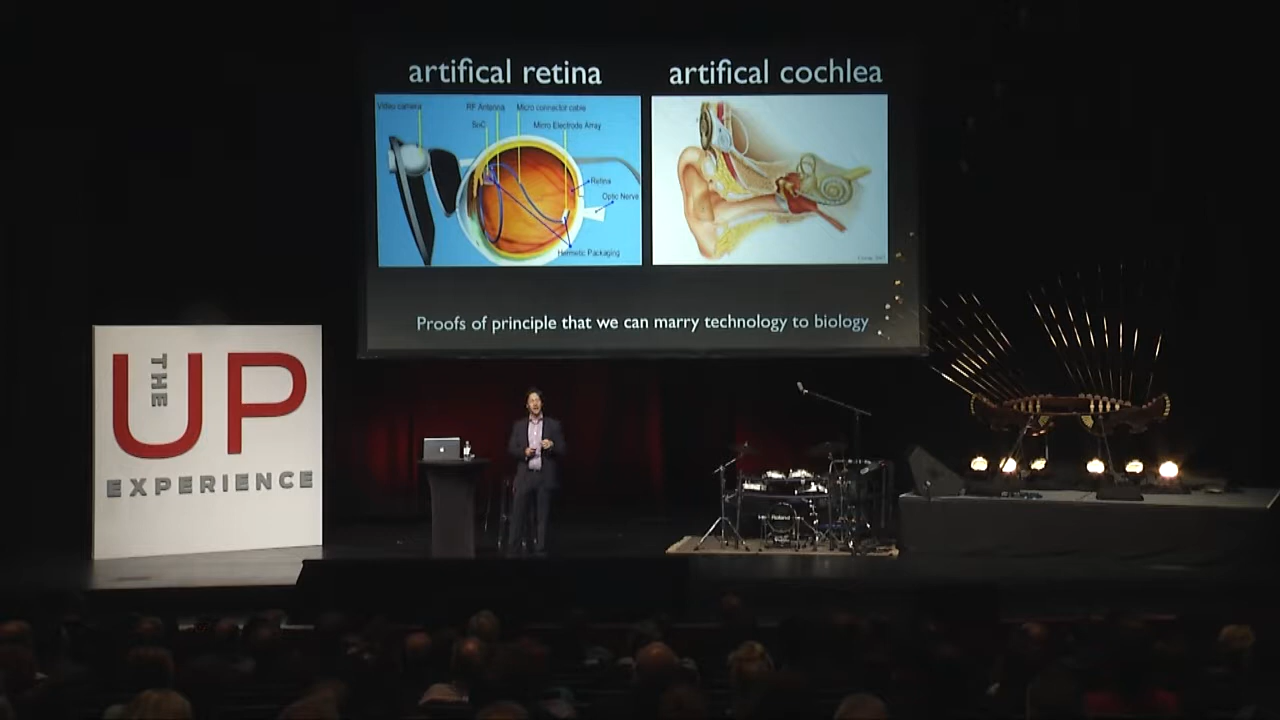 artifical retina
artifical cochlea
Video camera
RF Antenna
Micro connector cable
SoC
Micro Electrode Array
Retina
Optic Nerve
Hermetic Packaging
Proofs of principle that we can marry technology to biology
THE
UP
EXPERIENCE
Roland